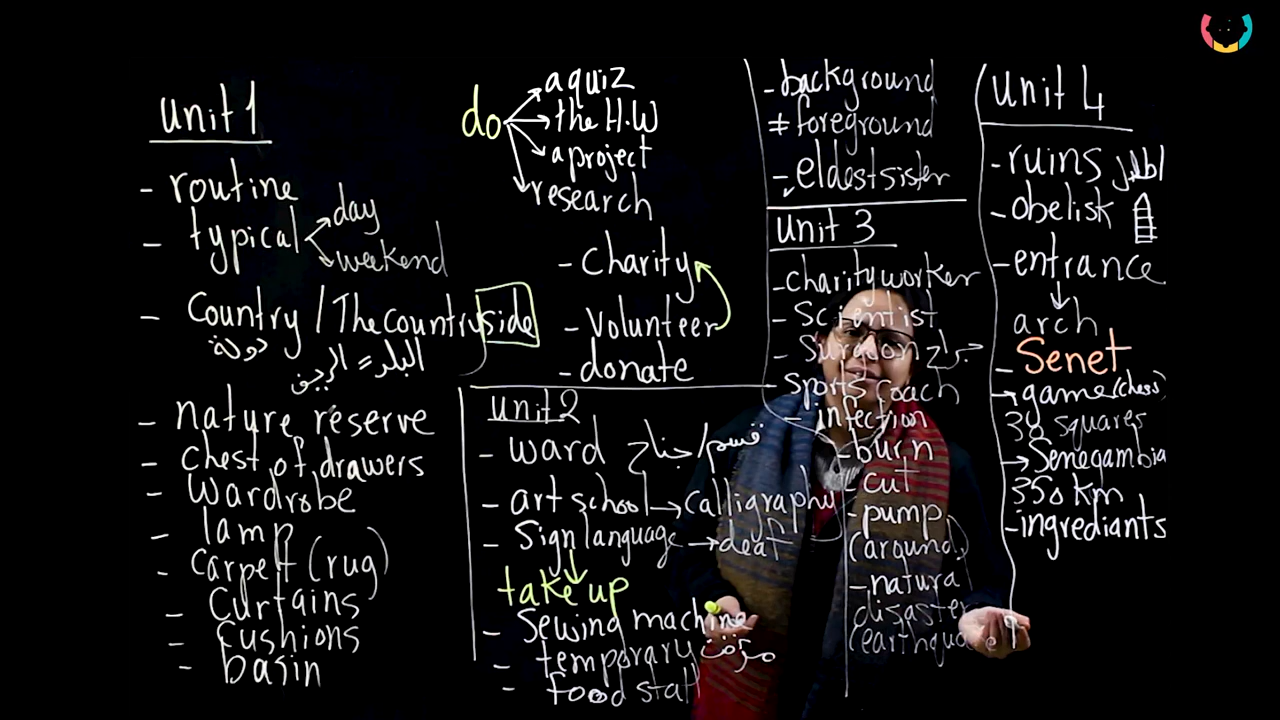 Unit 1
- routine
- typical
day
weekend
- Country / The countryside
دولة
البلد = الريف
- nature reserve
- chest of drawers
- wardrobe
- lamp
- carpet (rug)
- curtains
- cushions
- basin
do
a quiz
the H.W
a project
research
- Charity
- Volunteer
- donate
Unit 2
- ward قسم / جناح
- art school → calligraphy
- Sign language → deaf
take up
- Sewing machine
- temporary مؤقت
- food stall
- background
≠ foreground
- eldest sister
Unit 3
- charity worker
- Scientist
- Surgeon جراح
- Sports coach
- infection
- burn
- cut
- pump
(around)
- natural
disaster
(earthquake)
Unit 4
- ruins اطلال
- obelisk
- entrance
↓
arch
- Senet
→ game (chess)
30 squares
→ Senegambia
350 km
- ingrediants